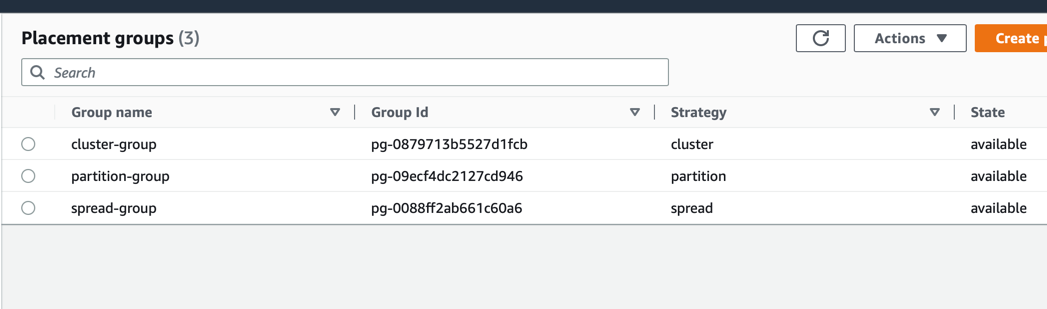 Placement groups (3)
Actions
Create
Search
Group name Group Id Strategy State
cluster-group pg-0879713b5527d1fcb cluster available
partition-group pg-09ecf4dc2127cd946 partition available
spread-group pg-0088ff2ab661c60a6 spread available